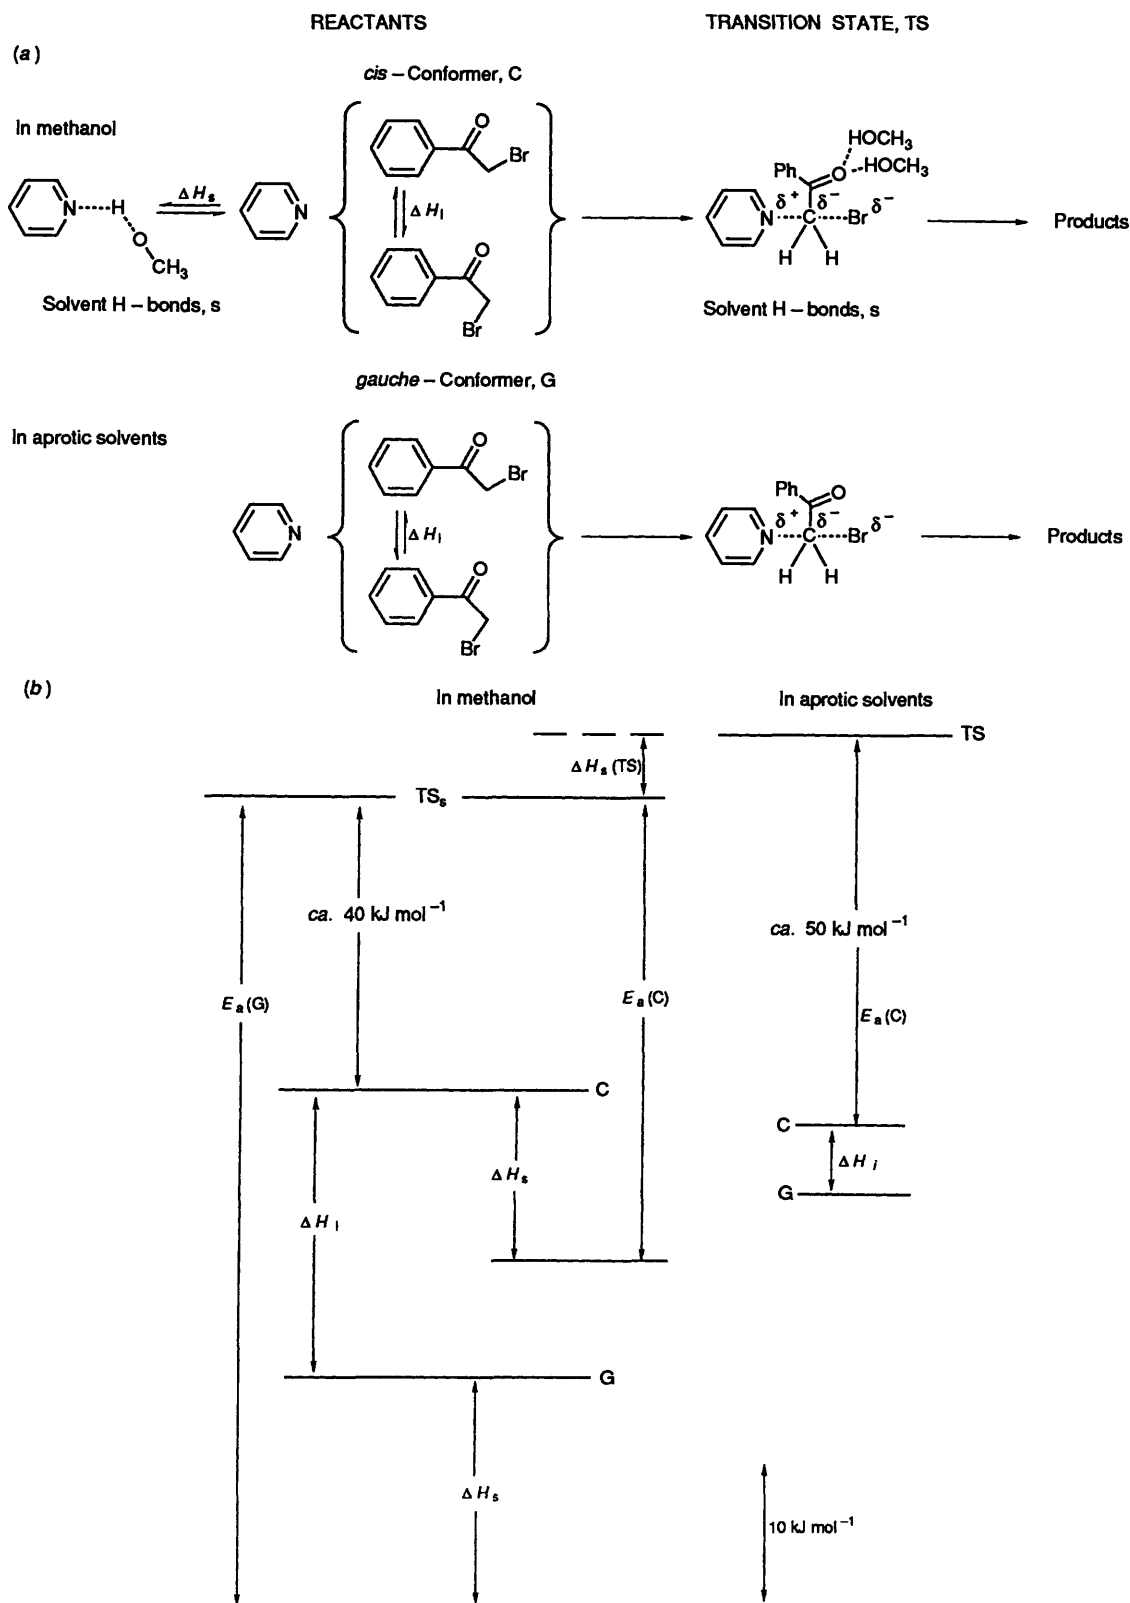 REACTANTS
TRANSITION STATE, TS
(a)
cis – Conformer, C
In methanol
N
H
O
CH3
Solvent H – bonds, s
ΔHs
N
O
Br
ΔHi
O
Br
HOCH3
HOCH3
Ph
O
δ+
δ−
N
C
Br
δ−
H
H
Solvent H – bonds, s
Products
gauche – Conformer, G
In aprotic solvents
N
O
Br
ΔHi
O
Br
Ph
O
δ+
δ−
N
C
Br
δ−
H
H
Products
(b)
In methanol
In aprotic solvents
TS
ΔHs (TS)
TSs
ca. 40 kJ mol−1
ca. 50 kJ mol−1
Ea (G)
Ea (C)
Ea (C)
C
C
ΔHs
ΔHi
G
ΔHi
G
ΔHs
10 kJ mol−1